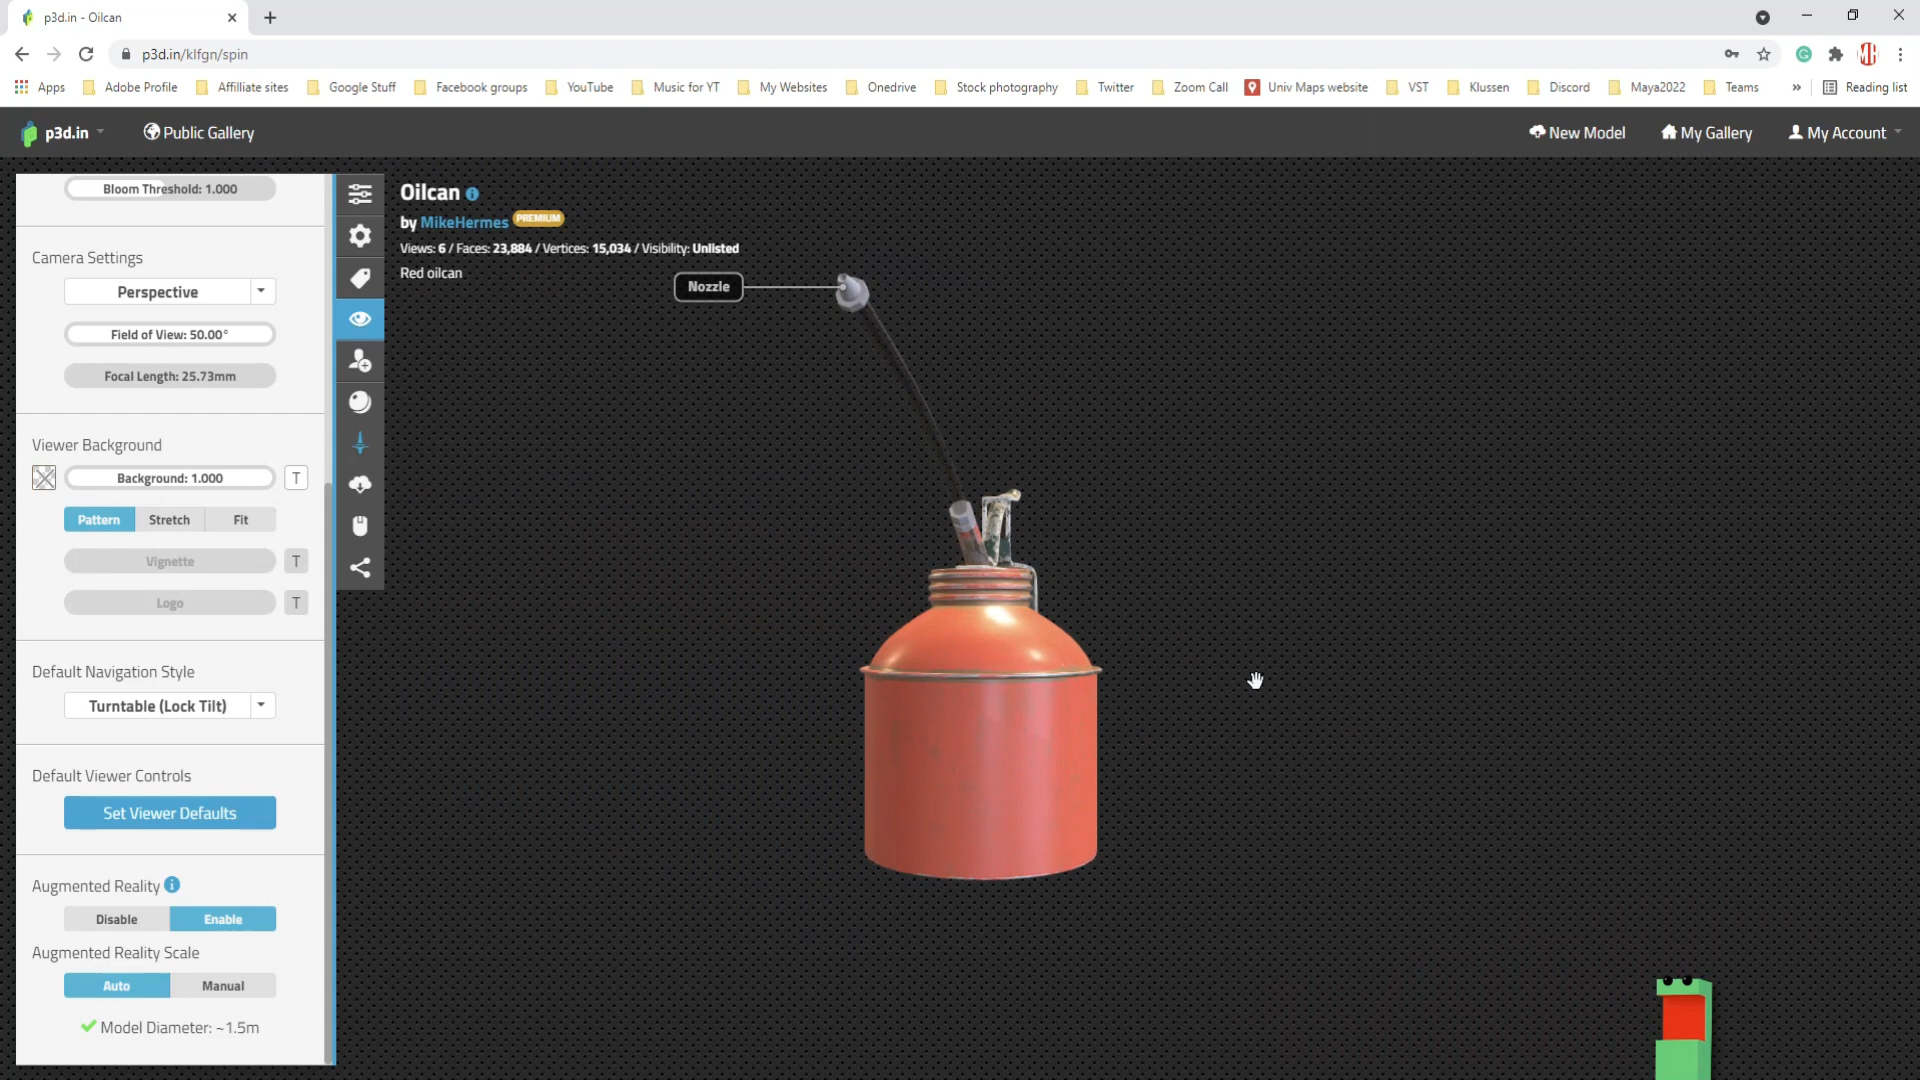 p3d.in - Oilcan
p3d.in/klfgn/spin
Apps
Adobe Profile
Affilliate sites
Google Stuff
Facebook groups
YouTube
Music for YT
My Websites
Onedrive
Stock photography
Twitter
Zoom Call
Univ Maps website
VST
Klussen
Discord
Maya2022
Teams
»
Reading list
p3d.in
Public Gallery
New Model
My Gallery
My Account
Bloom Threshold: 1.000
Camera Settings
Perspective
Field of View: 50.00°
Focal Length: 25.73mm
Viewer Background
Background: 1.000
T
Pattern
Stretch
Fit
Vignette
T
Logo
T
Default Navigation Style
Turntable (Lock Tilt)
Default Viewer Controls
Set Viewer Defaults
Augmented Reality
Disable
Enable
Augmented Reality Scale
Auto
Manual
Model Diameter: ~1.5m
Oilcan
by MikeHermes PREMIUM
Views: 6 / Faces: 23,884 / Vertices: 15,034 / Visibility: Unlisted
Red oilcan
Nozzle